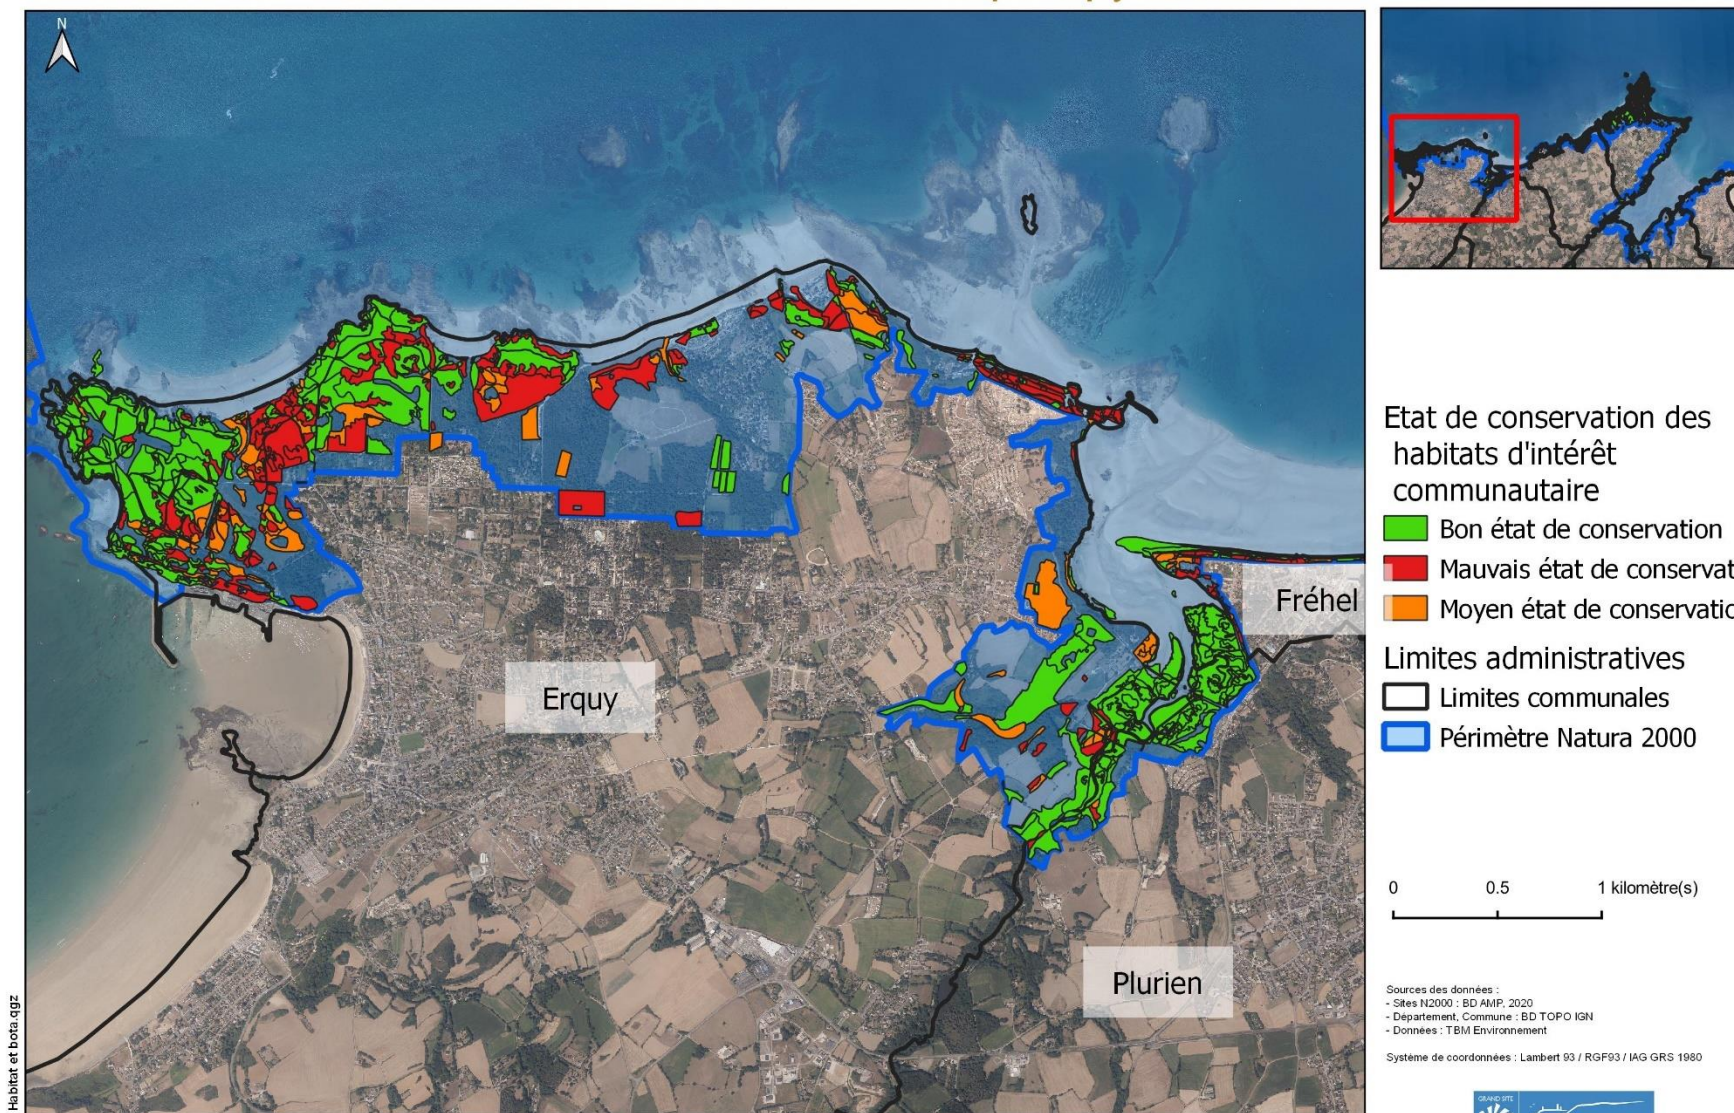 N
Erquy
Fréhel
Plurien
Etat de conservation des
habitats d'intérêt
communautaire
Bon état de conservation
Mauvais état de conservat
Moyen état de conservatio
Limites administratives
Limites communales
Périmètre Natura 2000
0 0.5 1 kilomètre(s)
Sources des données :
- Sites N2000 : BD AMP, 2020
- Département, Commune : BD TOPO IGN
- Données : TBM Environnement
Système de coordonnées : Lambert 93 / RGF93 / IAG GRS 1980
GRAND SITE
Habitat et bota.qgz